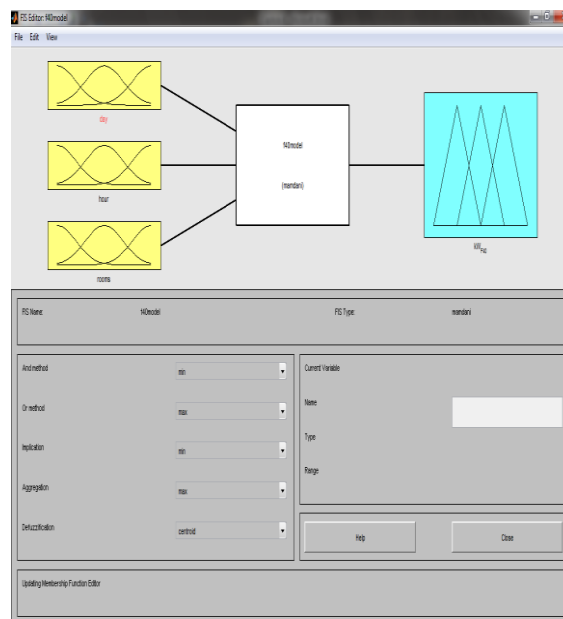 FIS Editor: f40model
File Edit View
day
hour
rooms
f40model
(mamdani)
kW_Fuz
FIS Name: f40model FIS Type: mamdani
And method min
Or method max
Implication min
Aggregation max
Defuzzification centroid
Current Variable
Name
Type
Range
Help Close
Updating Membership Function Editor